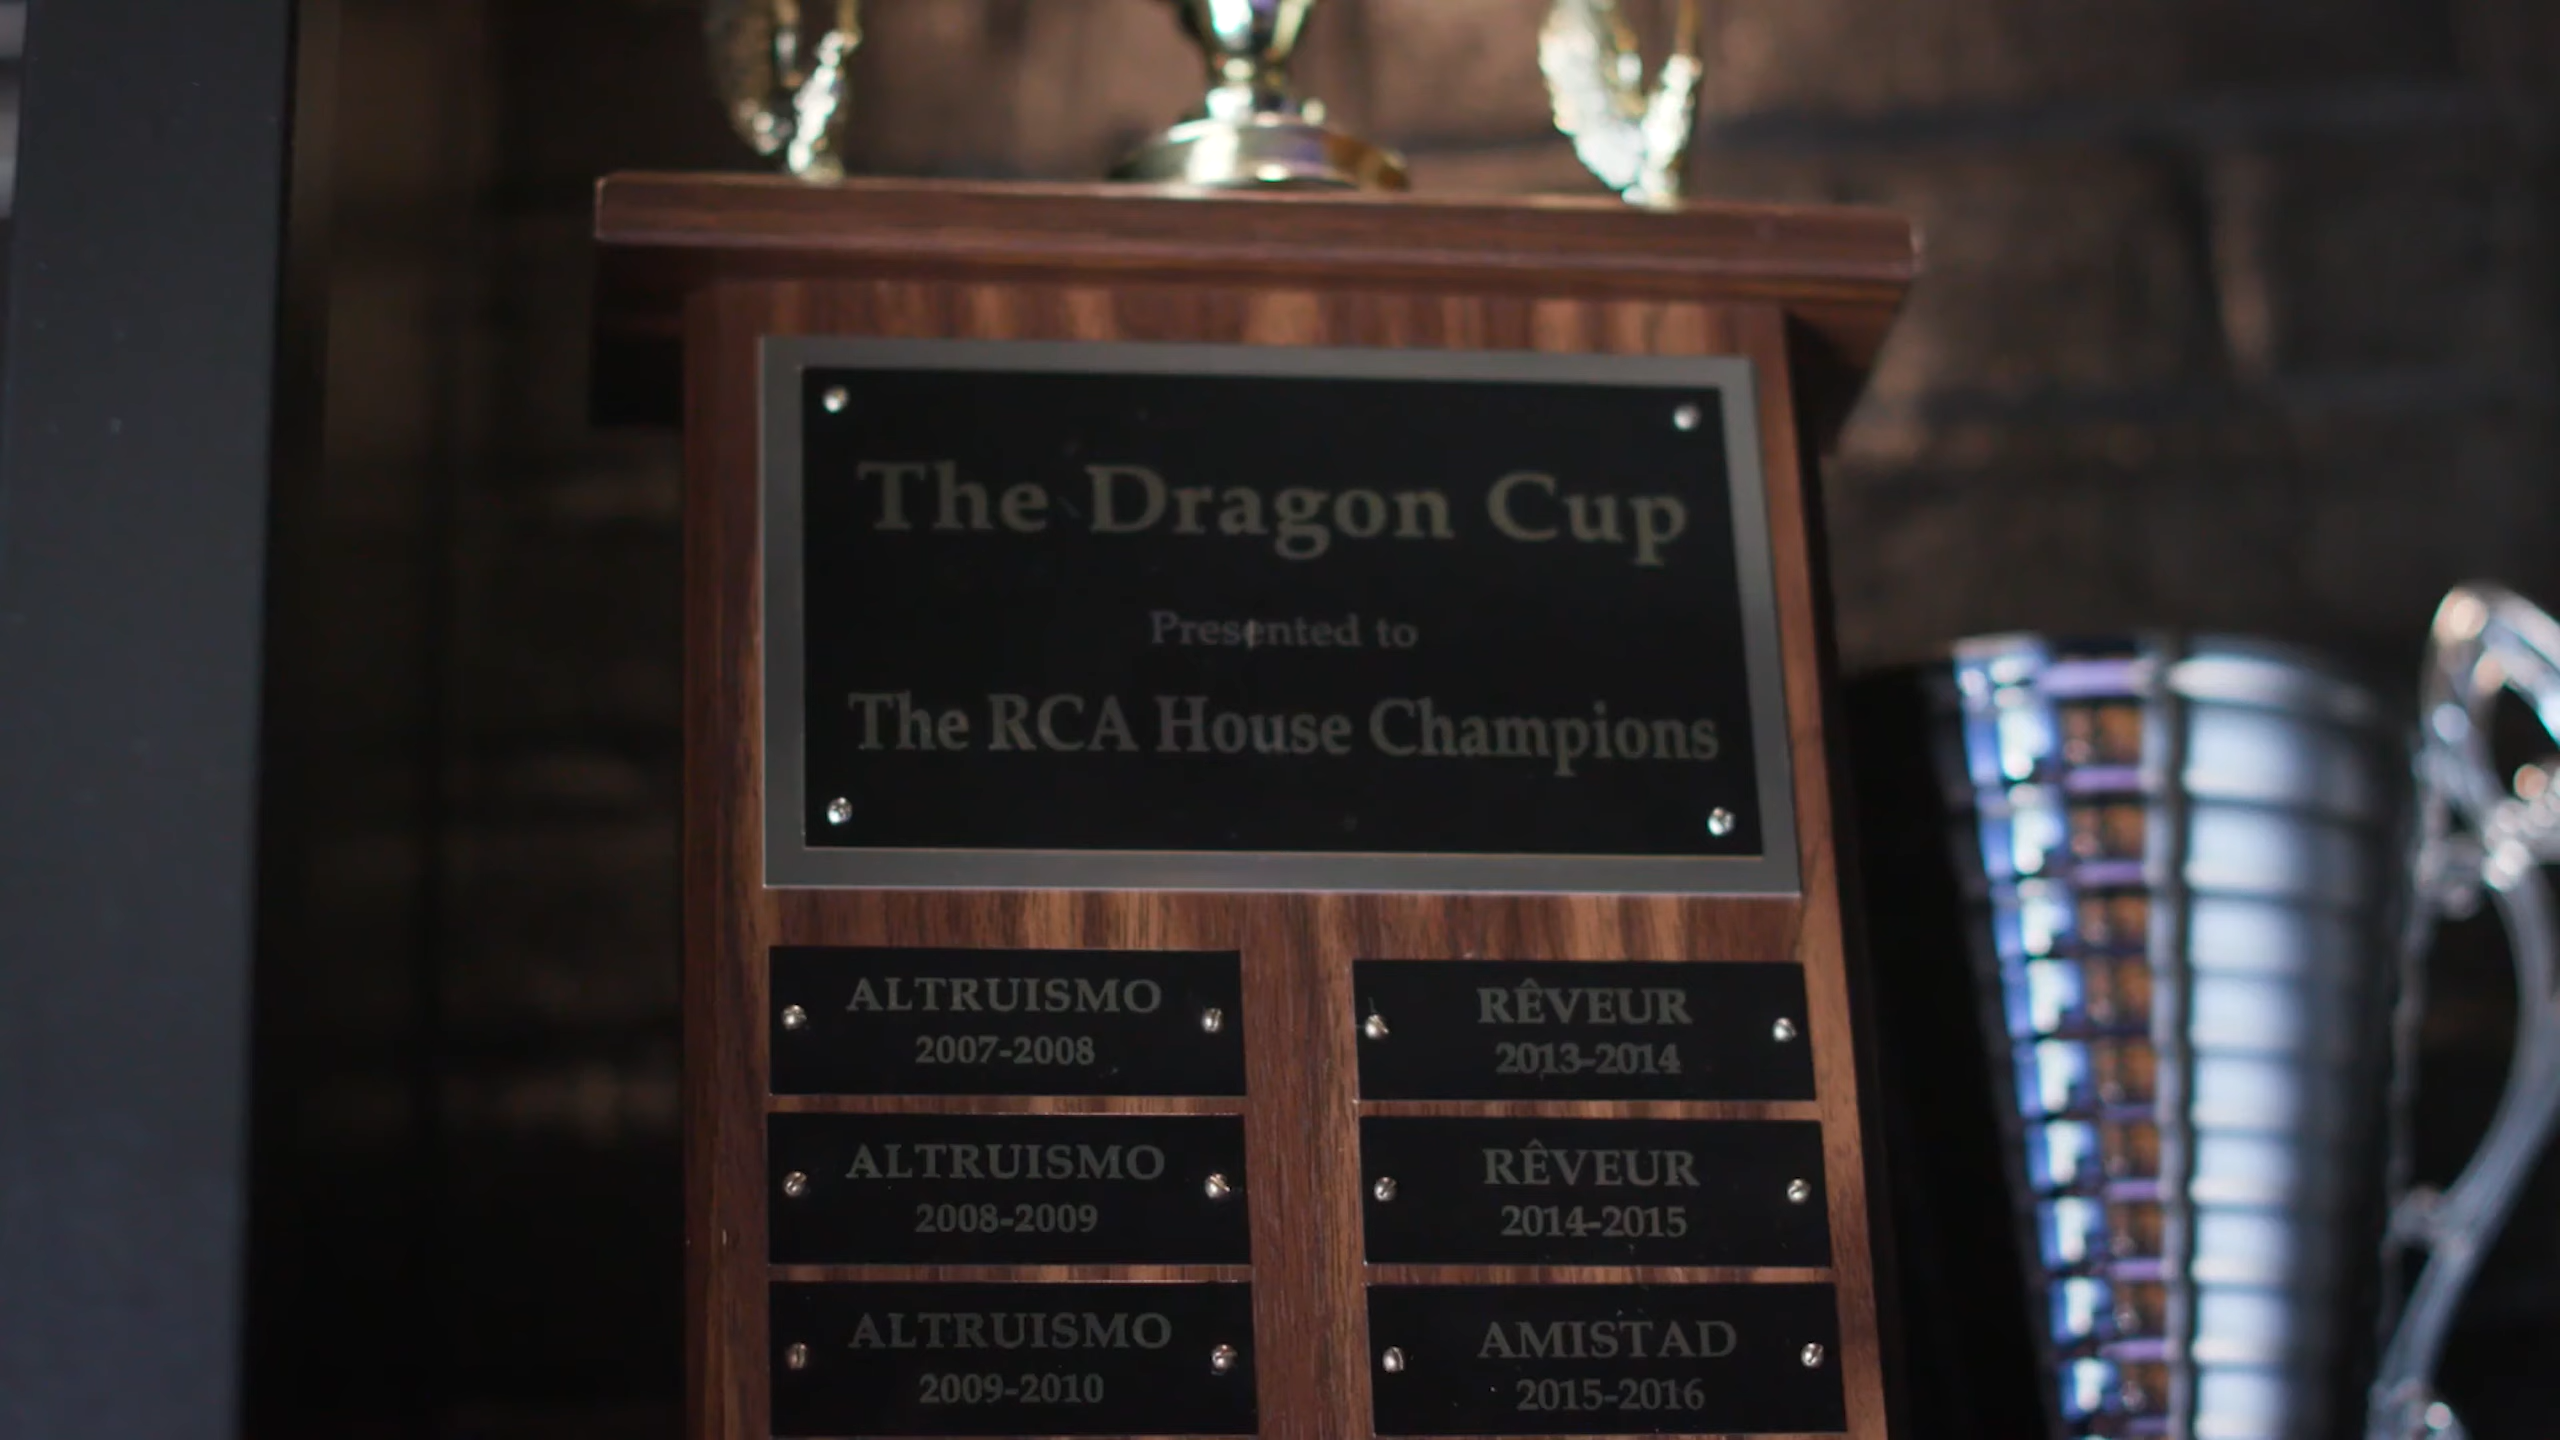 The Dragon Cup
Presented to
The RCA House Champions
ALTRUISMO
2007-2008
ALTRUISMO
2008-2009
ALTRUISMO
2009-2010
RÊVEUR
2013-2014
RÊVEUR
2014-2015
AMISTAD
2015-2016